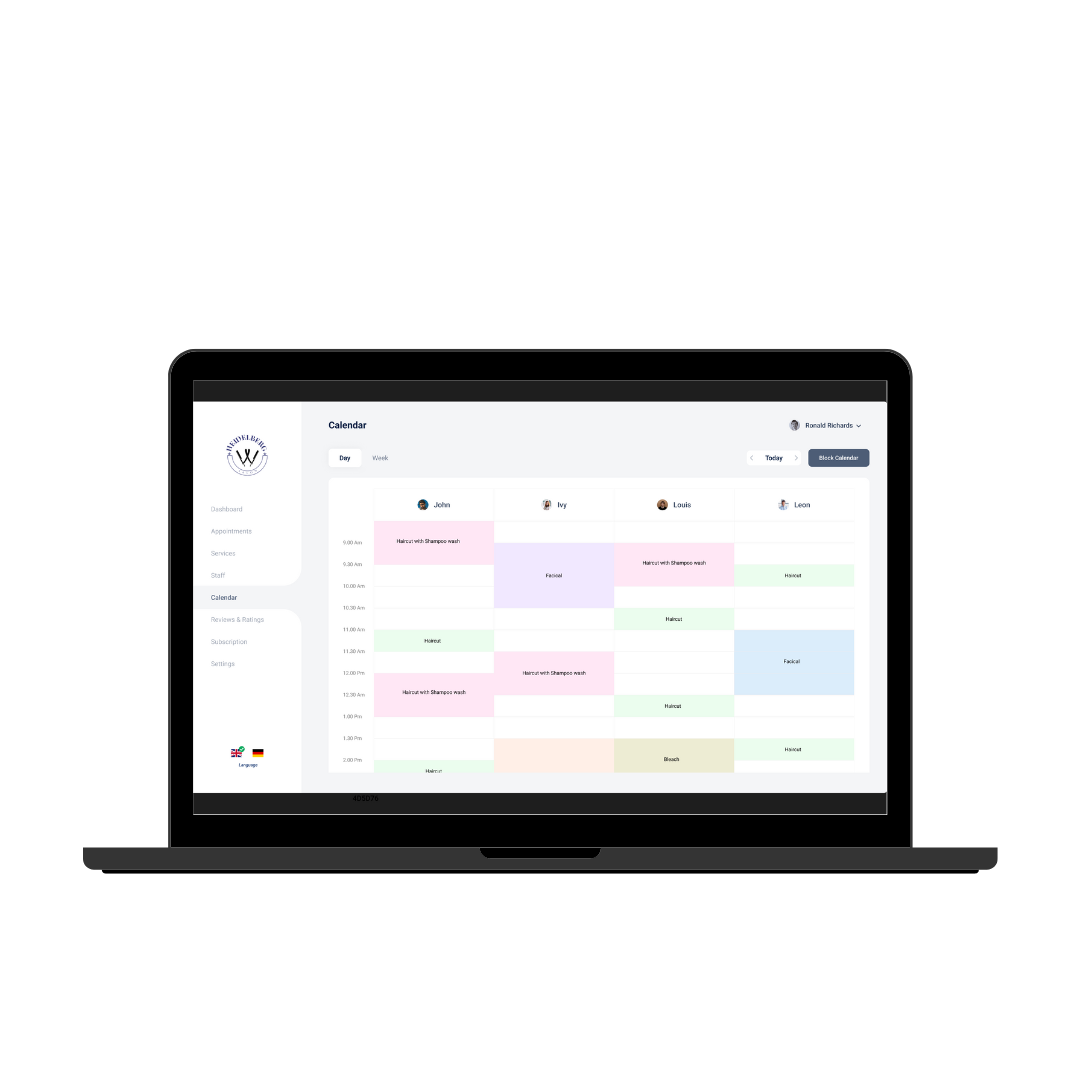 HEIDELBERG
W
Dashboard
Appointments
Services
Staff
Calendar
Reviews & Ratings
Subscription
Settings
Language
Calendar
Ronald Richards
Day Week
Today
Block Calendar
John Ivy Louis Leon
9.00 Am
9.30 Am
10.00 Am
10.30 Am
11.00 Am
11.30 Am
12.00 Pm
12.30 Am
1.00 Pm
1.30 Pm
2.00 Pm
Haircut with Shampoo wash
Haircut
Haircut with Shampoo wash
Haircut
Facical
Haircut with Shampoo wash
Haircut with Shampoo wash
Haircut
Haircut
Bleach
Haircut
Facical
Haircut